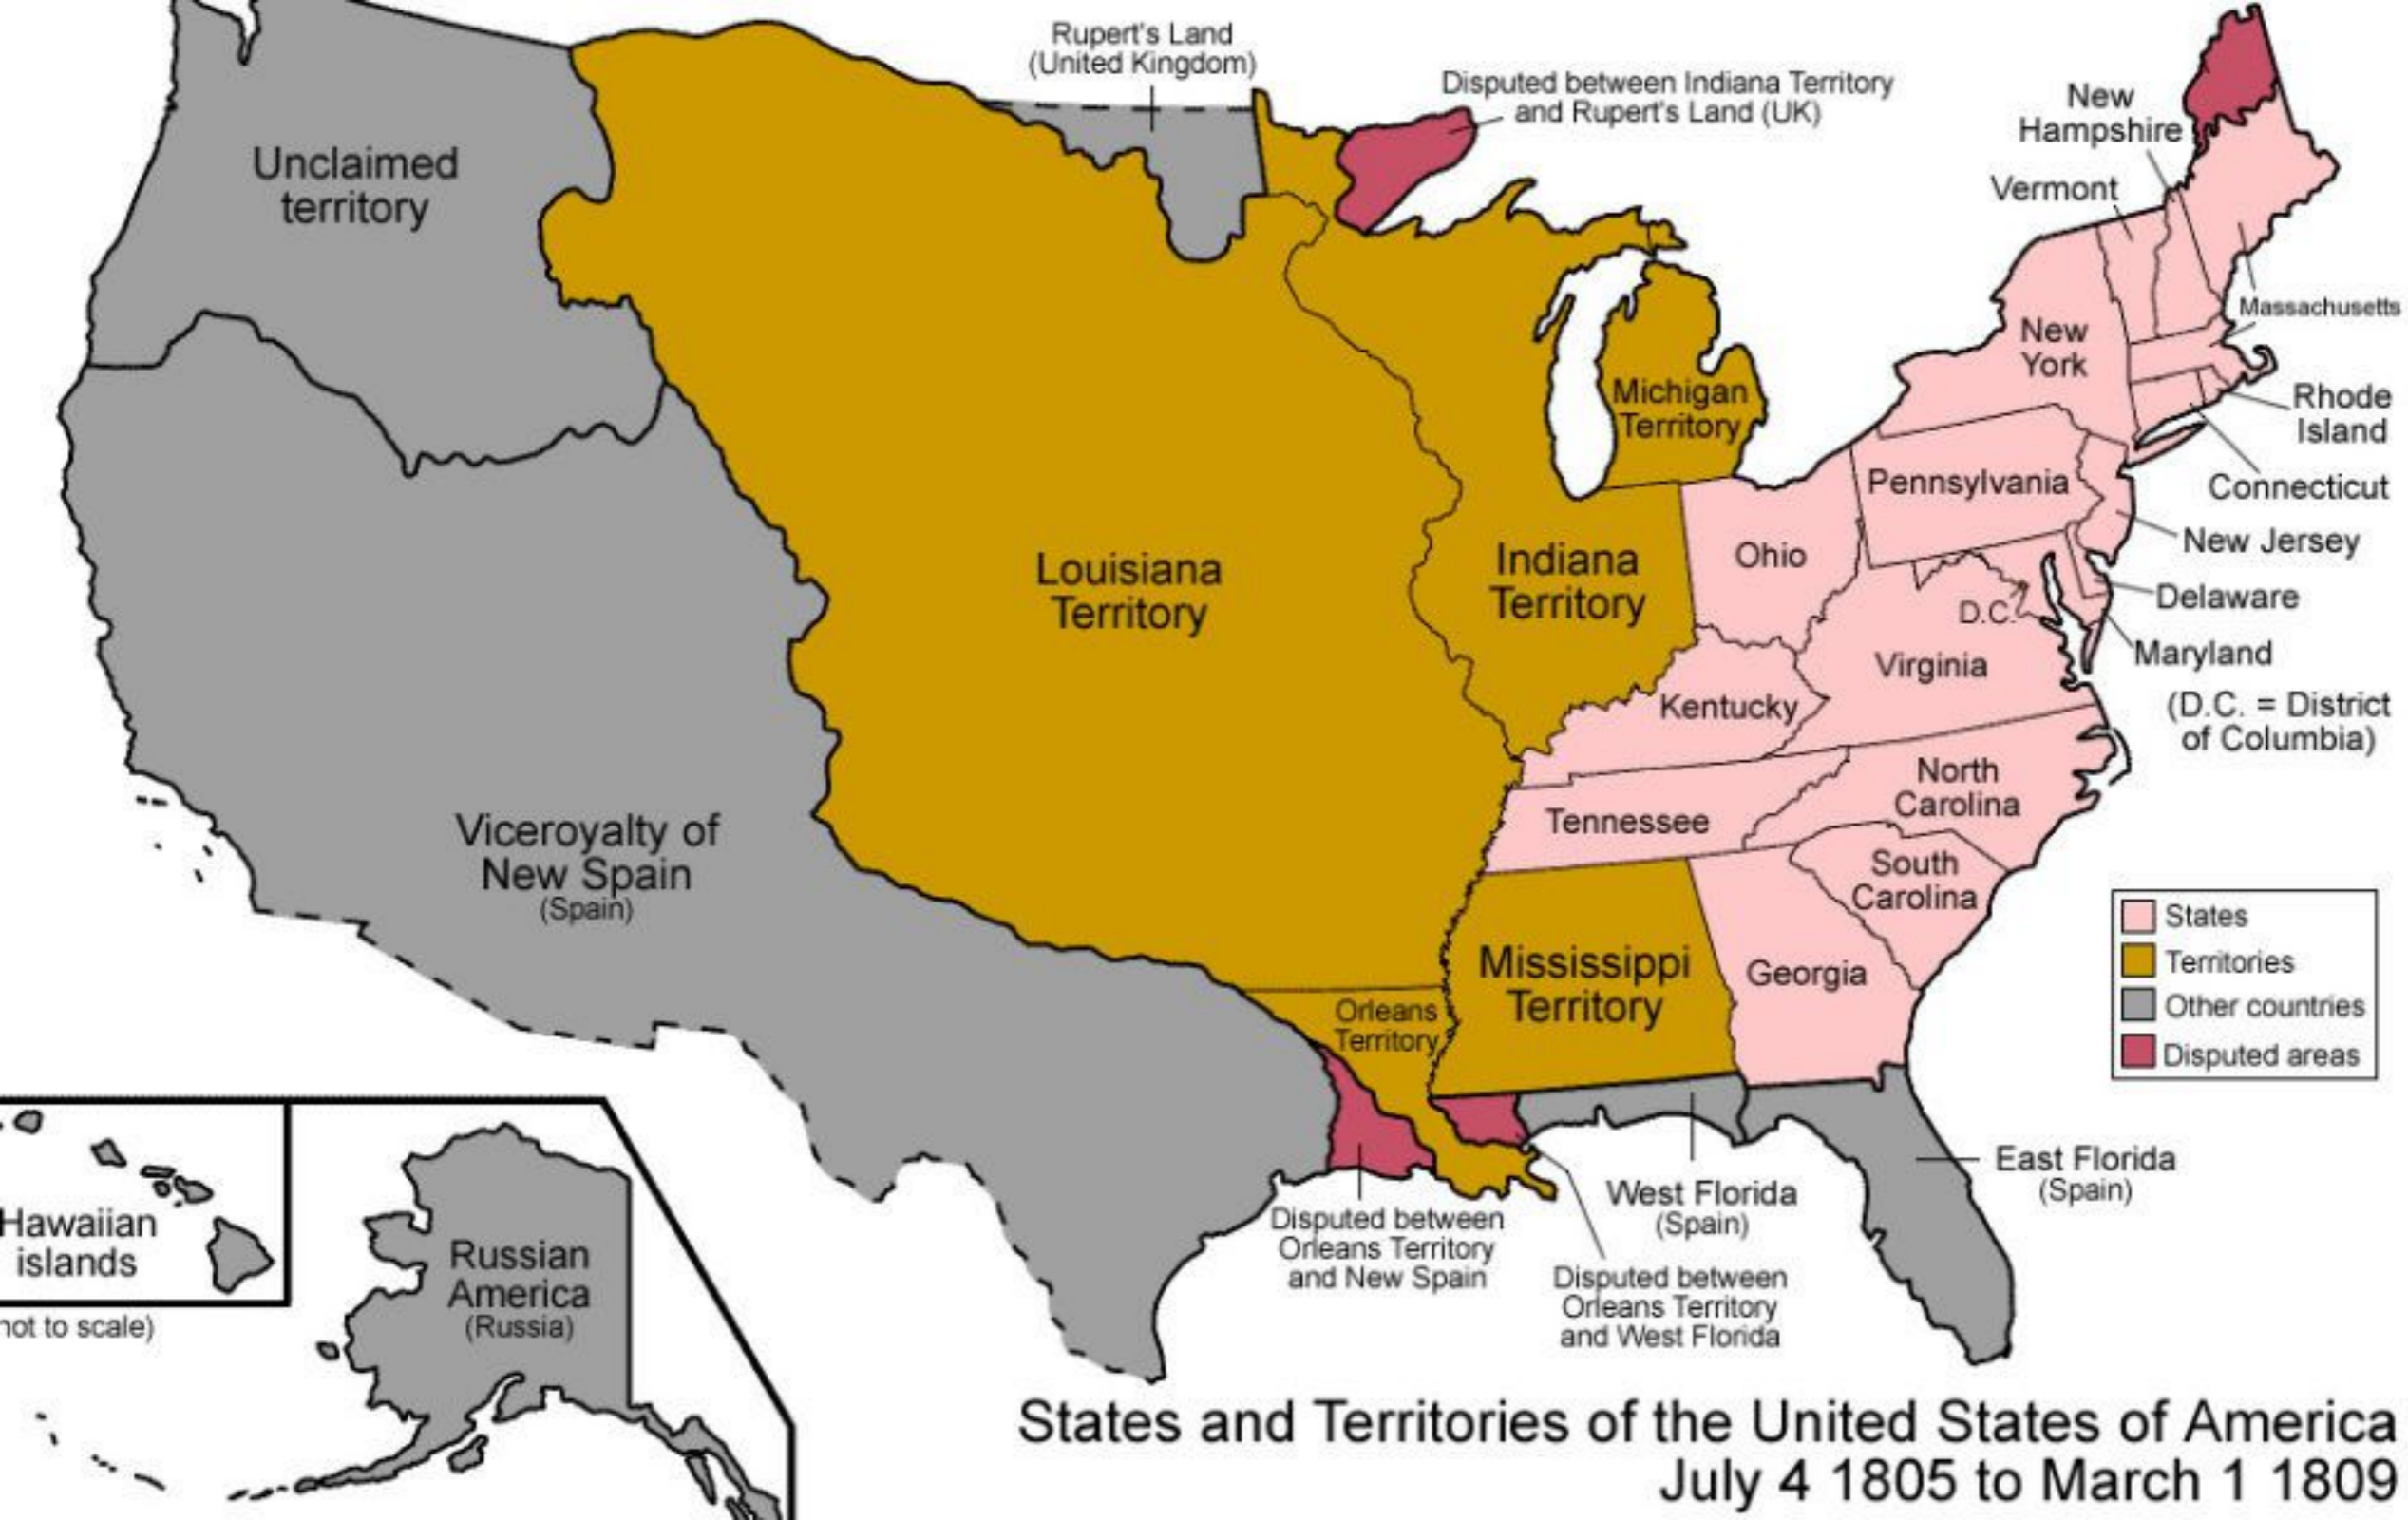 Rupert's Land
(United Kingdom)
Disputed between Indiana Territory
and Rupert's Land (UK)
New
Hampshire
Vermont
Unclaimed
territory
Massachusetts
New
York
Michigan
Territory
Rhode
Island
Pennsylvania
Connecticut
New Jersey
Louisiana
Territory
Indiana
Territory
Ohio
Delaware
D.C.
Maryland
Virginia
Kentucky
(D.C. = District
of Columbia)
North
Carolina
Tennessee
Viceroyalty of
New Spain
(Spain)
South
Carolina
States
Territories
Other countries
Disputed areas
Mississippi
Territory
Georgia
Orleans
Territory
East Florida
(Spain)
West Florida
(Spain)
Disputed between
Orleans Territory
and New Spain
Disputed between
Orleans Territory
and West Florida
Hawaiian
islands
not to scale)
Russian
America
(Russia)
States and Territories of the United States of America
July 4 1805 to March 1 1809